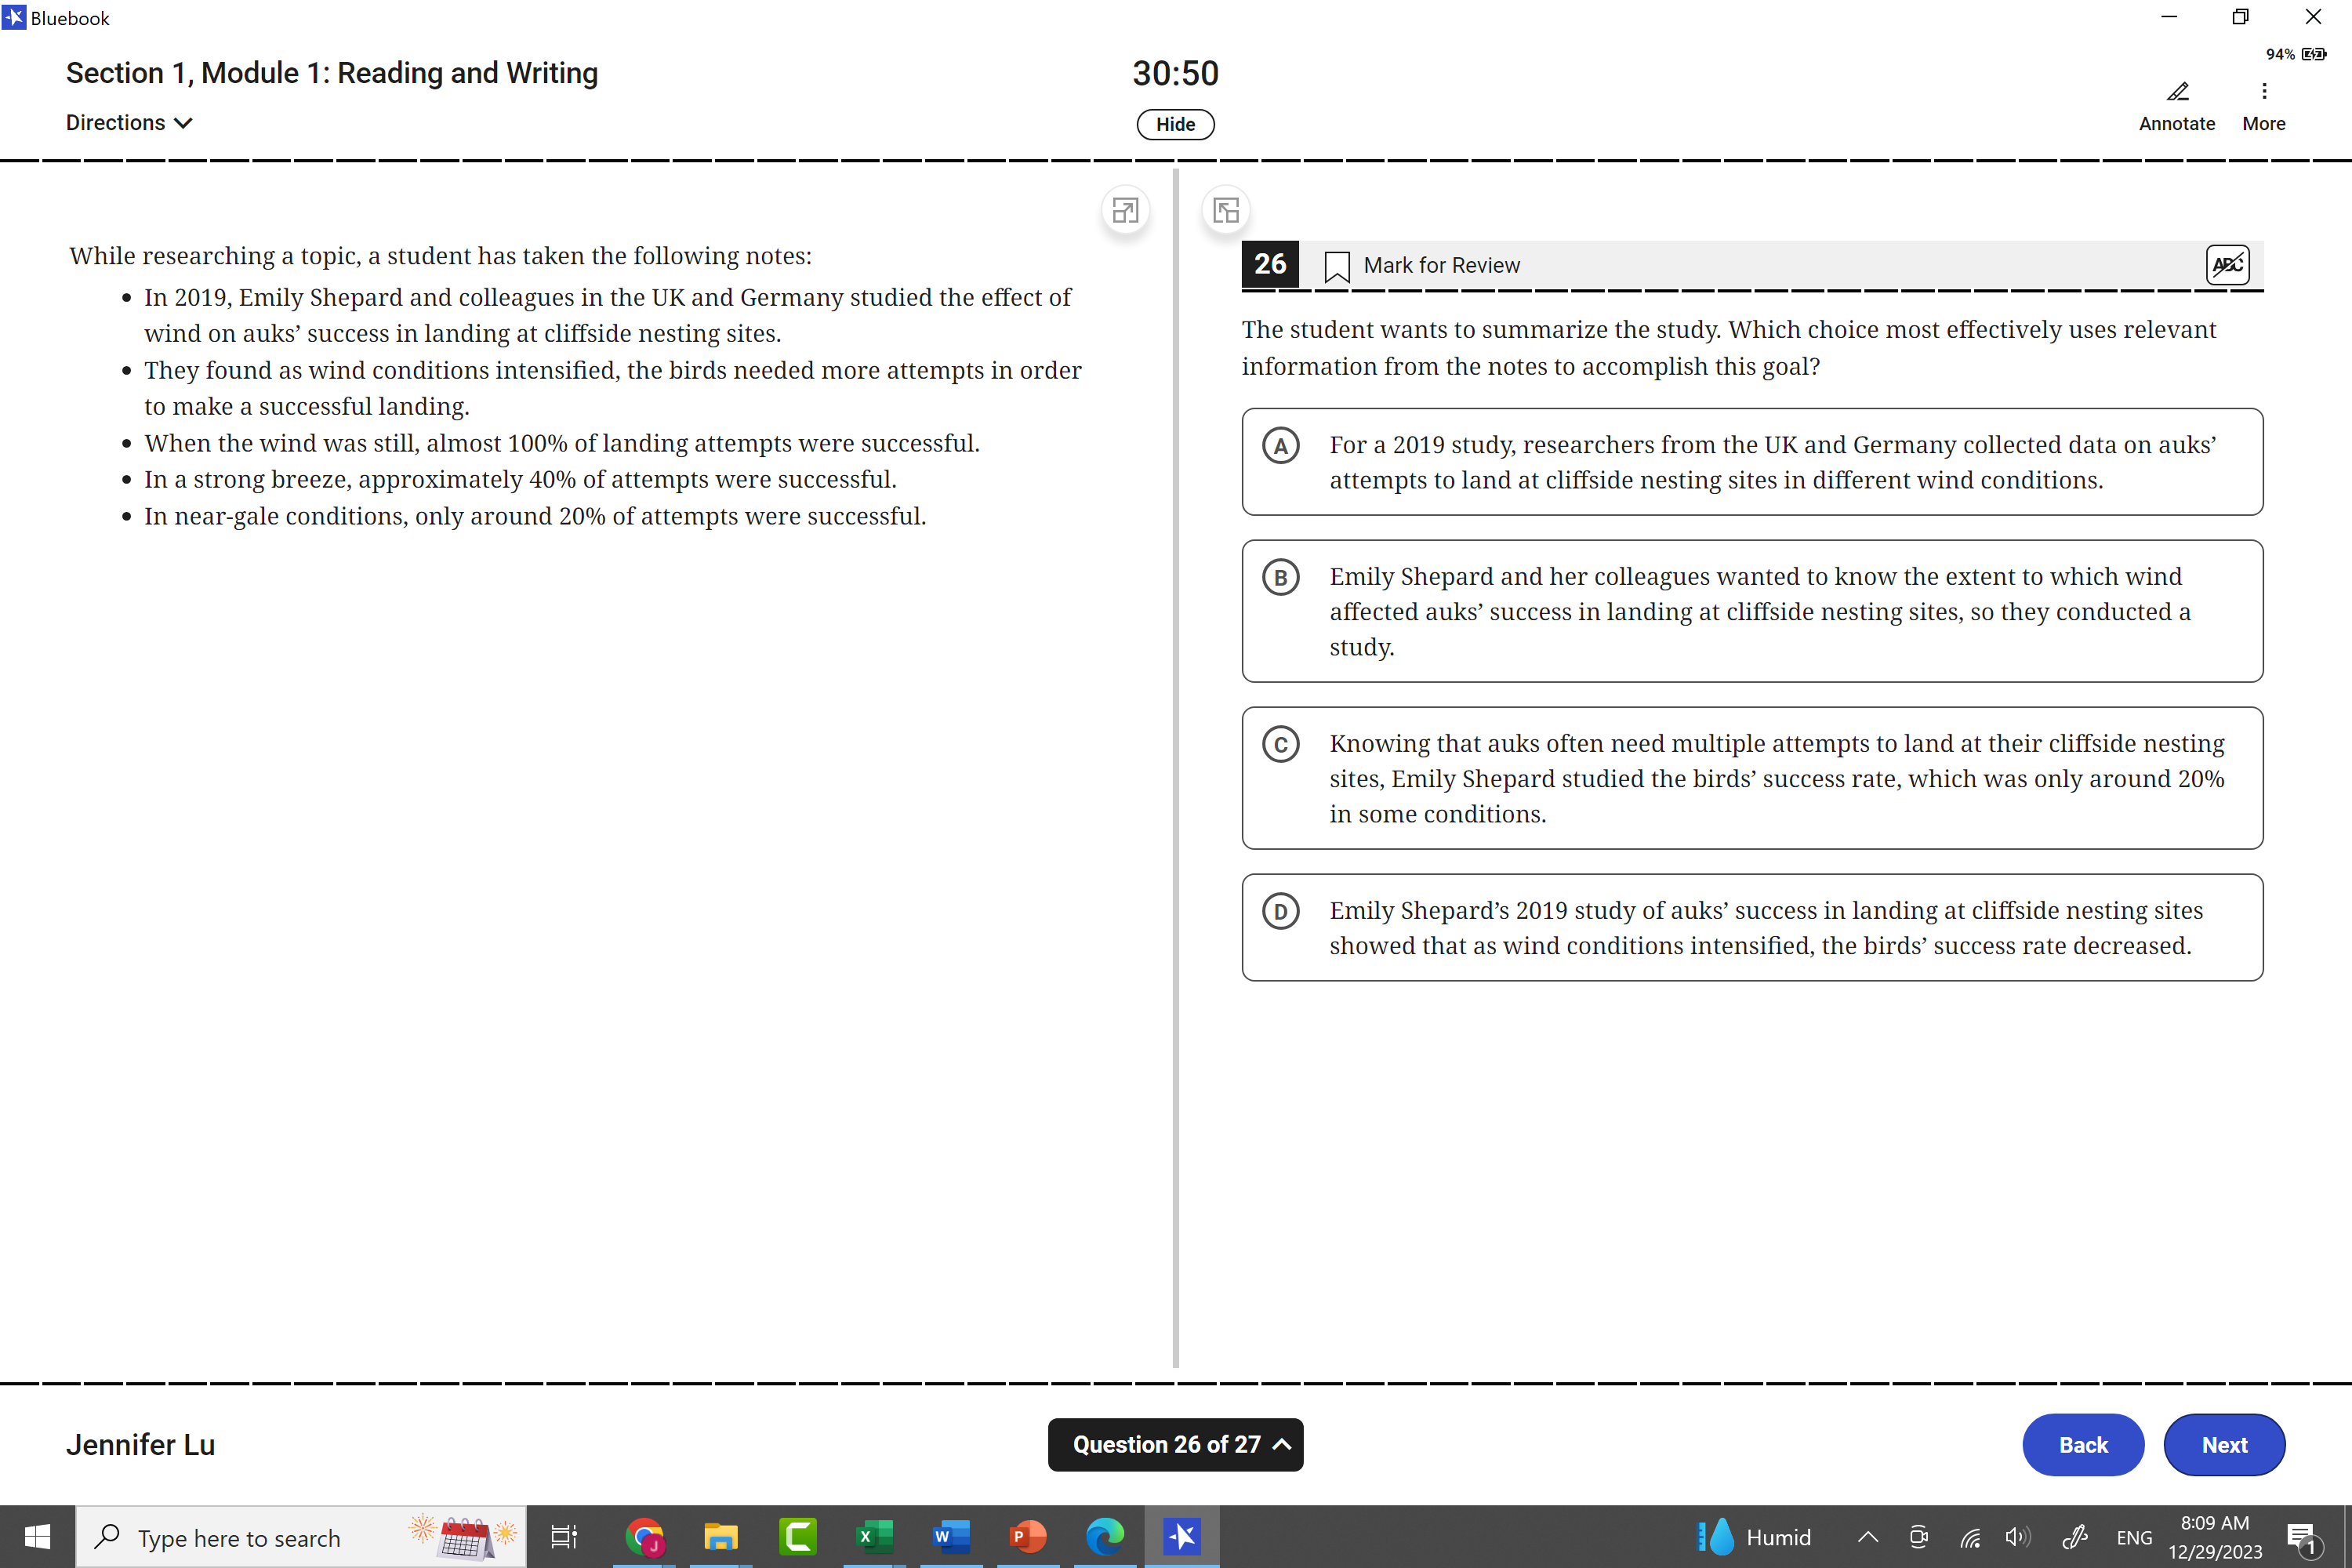 Bluebook
94%
Section 1, Module 1: Reading and Writing
30:50
Directions
Hide
Annotate
More
While researching a topic, a student has taken the following notes:
• In 2019, Emily Shepard and colleagues in the UK and Germany studied the effect of
wind on auks’ success in landing at cliffside nesting sites.
• They found as wind conditions intensified, the birds needed more attempts in order
to make a successful landing.
• When the wind was still, almost 100% of landing attempts were successful.
• In a strong breeze, approximately 40% of attempts were successful.
• In near-gale conditions, only around 20% of attempts were successful.
26
Mark for Review
ABC
The student wants to summarize the study. Which choice most effectively uses relevant
information from the notes to accomplish this goal?
A
For a 2019 study, researchers from the UK and Germany collected data on auks’
attempts to land at cliffside nesting sites in different wind conditions.
B
Emily Shepard and her colleagues wanted to know the extent to which wind
affected auks’ success in landing at cliffside nesting sites, so they conducted a
study.
C
Knowing that auks often need multiple attempts to land at their cliffside nesting
sites, Emily Shepard studied the birds’ success rate, which was only around 20%
in some conditions.
D
Emily Shepard’s 2019 study of auks’ success in landing at cliffside nesting sites
showed that as wind conditions intensified, the birds’ success rate decreased.
Jennifer Lu
Question 26 of 27
Back
Next
Type here to search
J
X
W
P
Humid
ENG
8:09 AM
12/29/2023
1